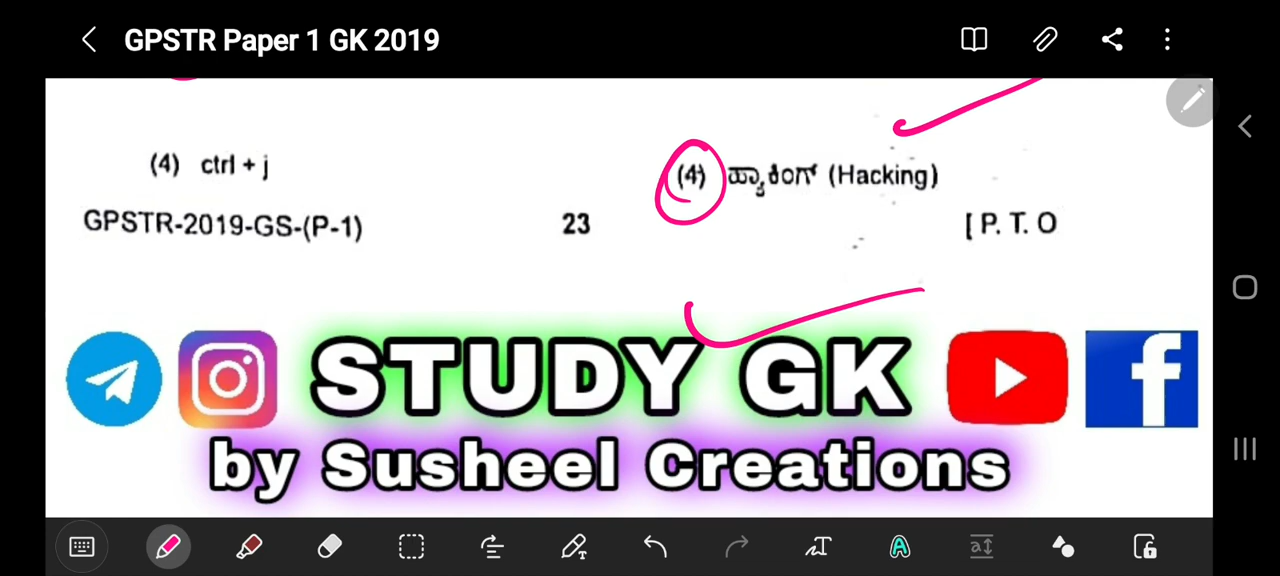 GPSTR Paper 1 GK 2019
(4) ctrl + j
(4) ಹ್ಯಾಕಿಂಗ್ (Hacking)
GPSTR-2019-GS-(P-1)
23
[ P. T. O
STUDY GK
by Susheel Creations